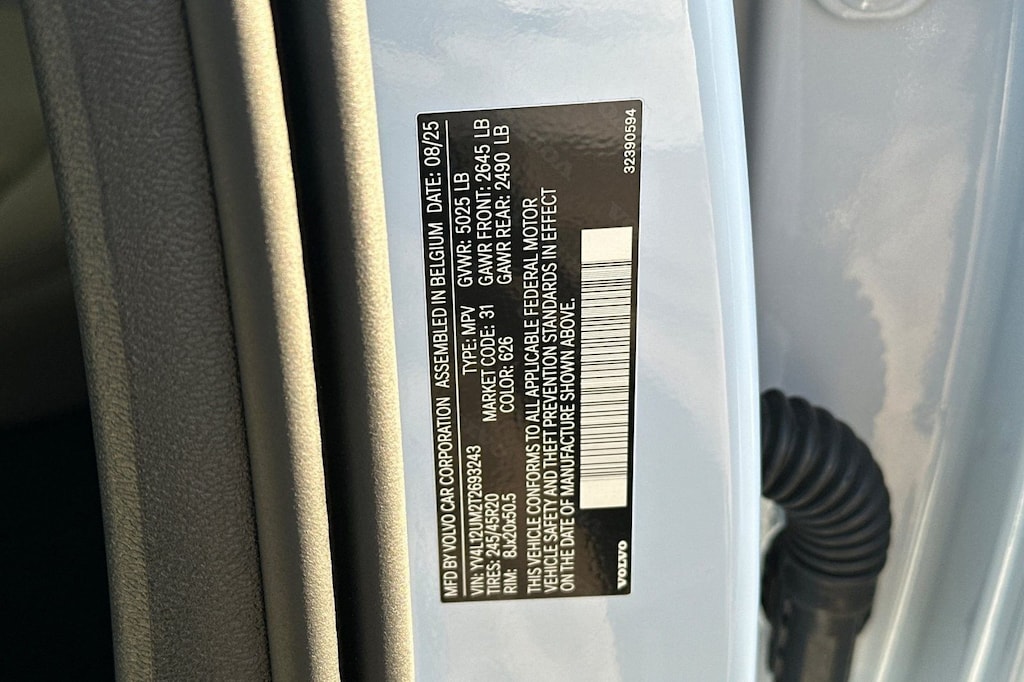 MFD BY VOLVO CAR CORPORATION ASSEMBLED IN BELGIUM DATE: 08/25
VIN: YV4L12UM2T2693243 TYPE: MPV GVWR: 5025 LB
TIRES: 245/45R20 MARKET CODE: 31 GAWR FRONT: 2645 LB
RIM: 8Jx20x50.5 COLOR: 626 GAWR REAR: 2490 LB
THIS VEHICLE CONFORMS TO ALL APPLICABLE FEDERAL MOTOR
VEHICLE SAFETY AND THEFT PREVENTION STANDARDS IN EFFECT
ON THE DATE OF MANUFACTURE SHOWN ABOVE.
VOLVO 32390594